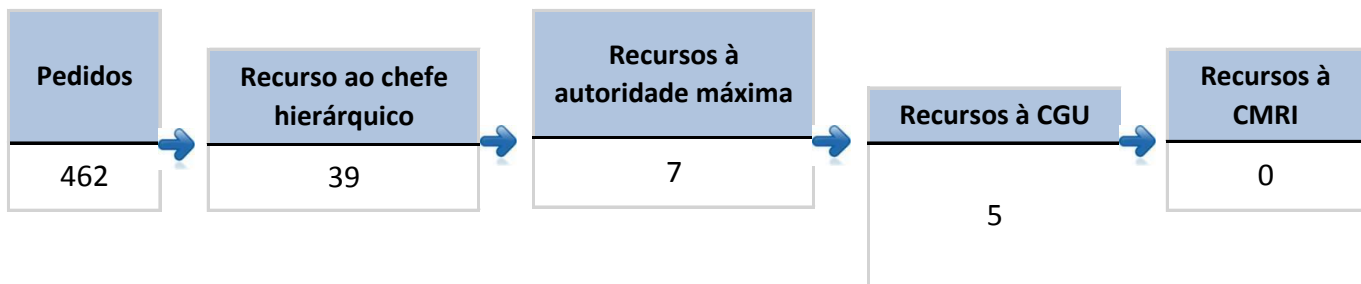 Pedidos
462
Recurso ao chefe
hierárquico
39
Recursos à
autoridade máxima
7
Recursos à CGU
5
Recursos à
CMRI
0